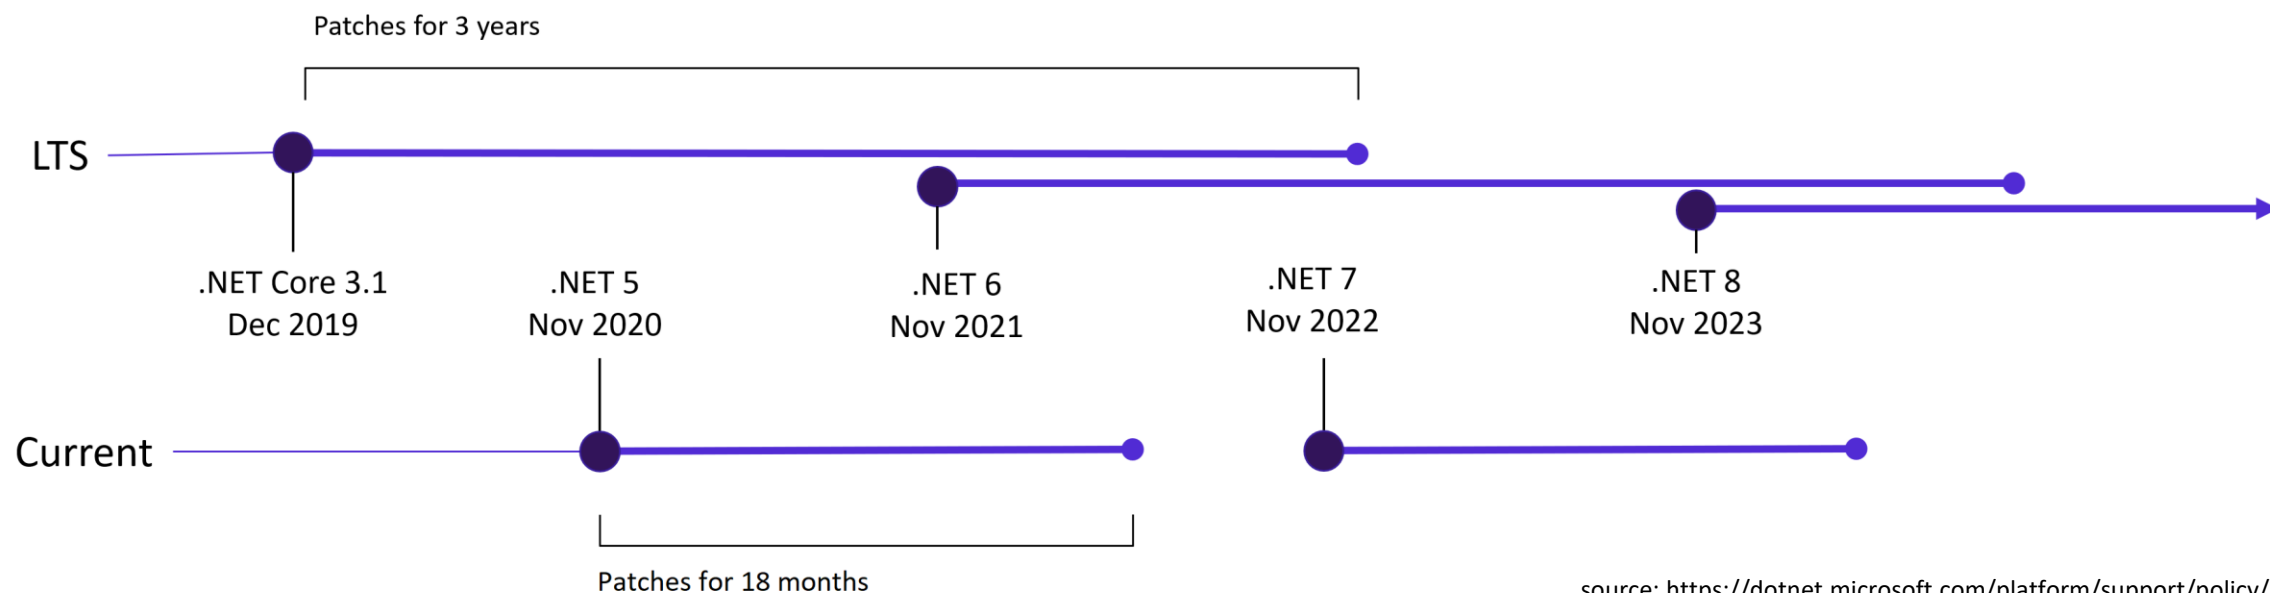 Patches for 3 years
LTS
.NET Core 3.1
Dec 2019
.NET 5
Nov 2020
.NET 6
Nov 2021
.NET 7
Nov 2022
.NET 8
Nov 2023
Current
Patches for 18 months
source: https://dotnet.microsoft.com/platform/support/policy/